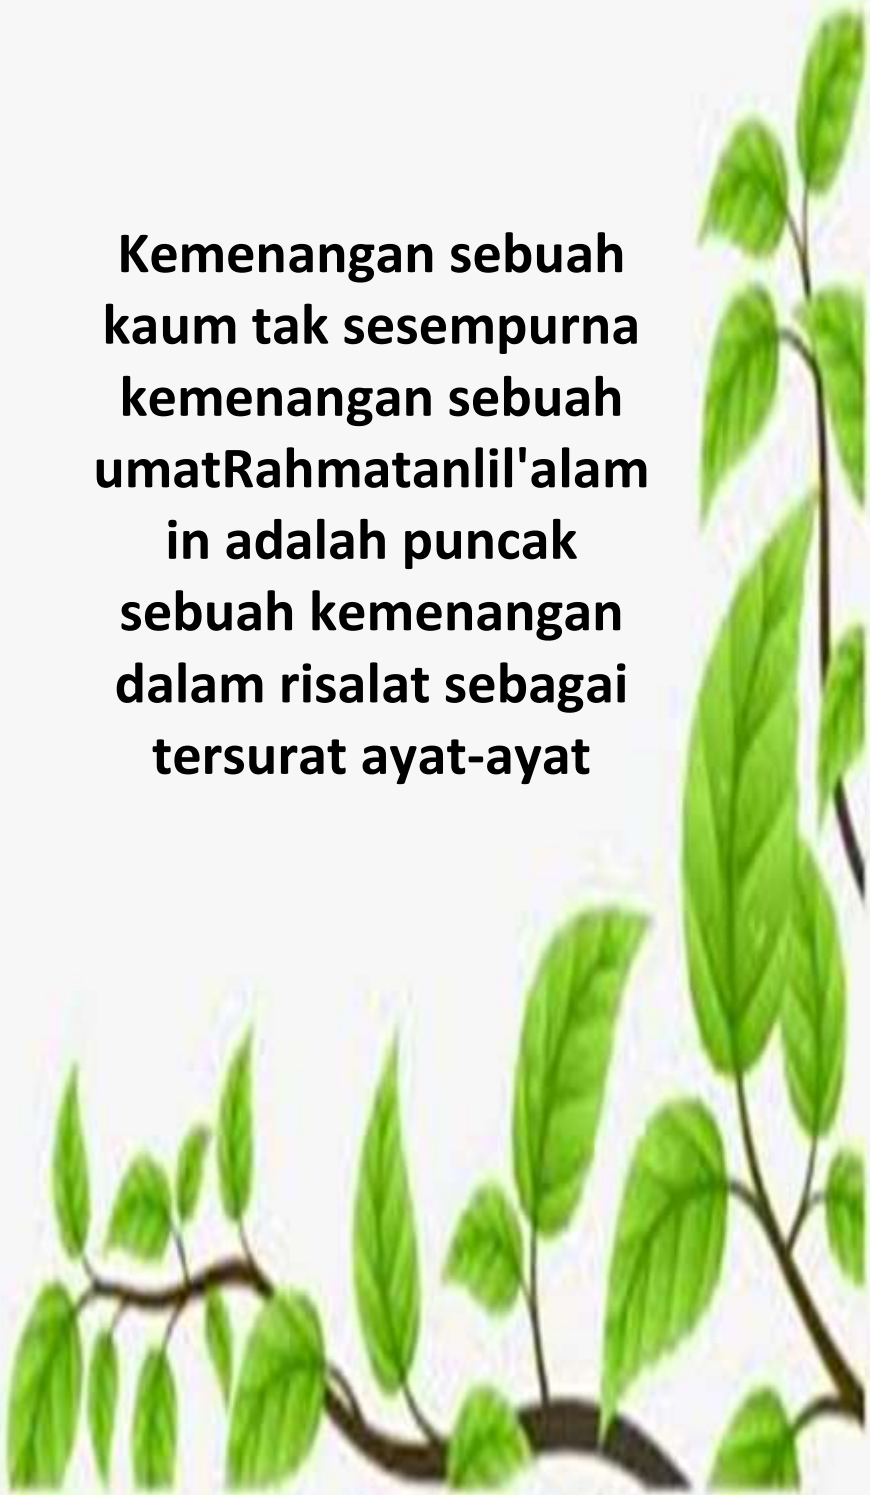 Kemenangan sebuah
kaum tak sesempurna
kemenangan sebuah
umatRahmatanlil'alam
in adalah puncak
sebuah kemenangan
dalam risalat sebagai
tersurat ayat-ayat